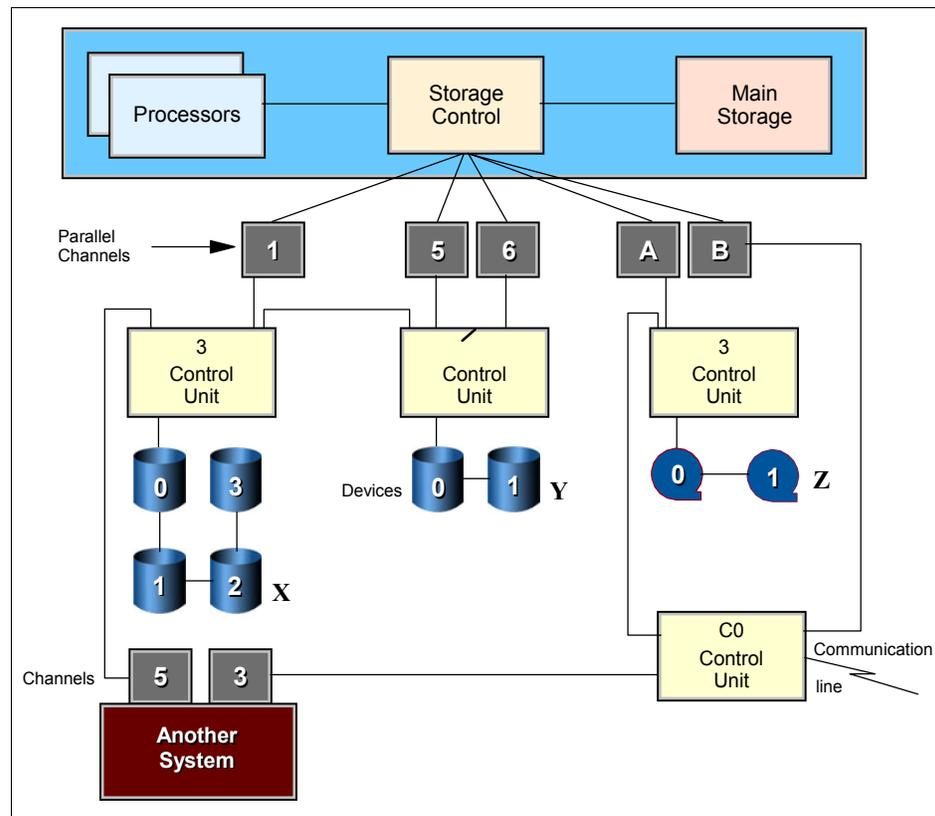 Processors
Storage
Control
Main
Storage
Parallel
Channels
1
5
6
A
B
3
Control
Unit
Control
Unit
3
Control
Unit
0
3
Devices
0
1
Y
0
1
Z
1
2
X
C0
Control
Unit
Communication
line
Channels
5
3
Another
System